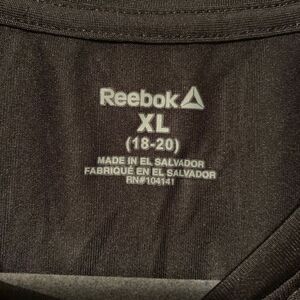 Reebok
XL
(18-20)
MADE IN EL SALVADOR
FABRIQUÉ EN EL SALVADOR
RN#104141